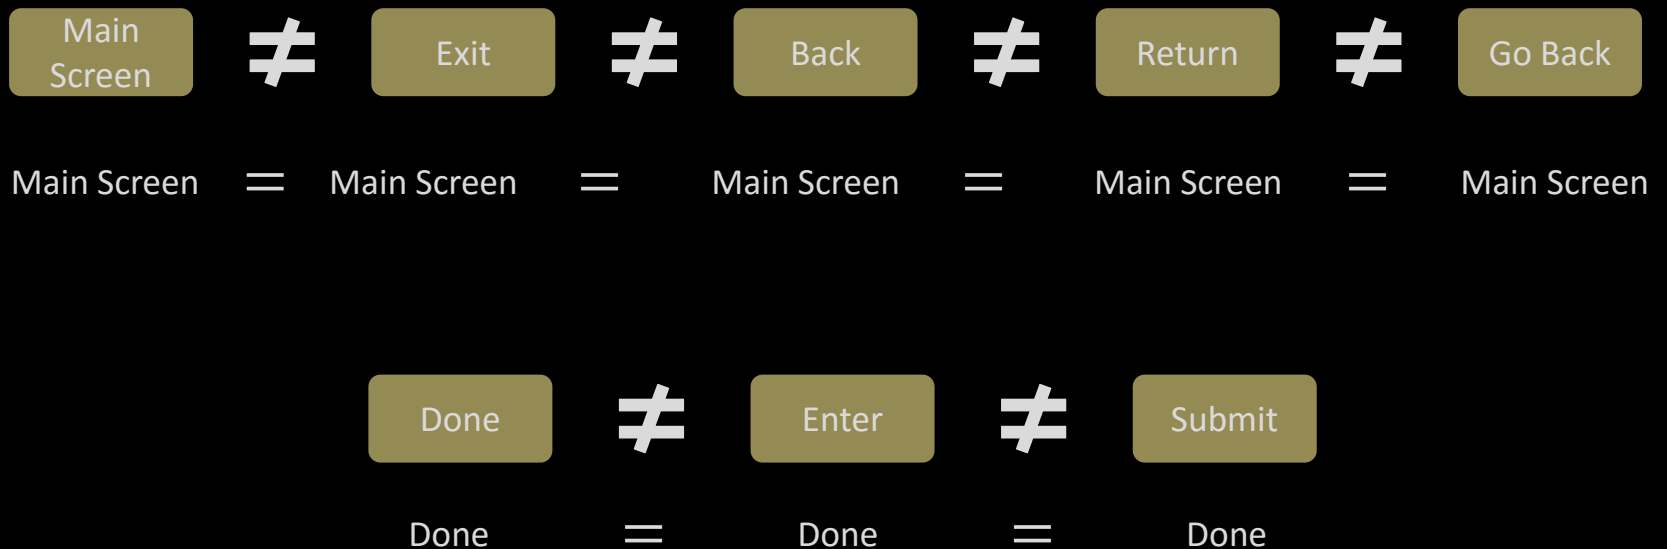 Main Screen ≠ Exit ≠ Back ≠ Return ≠ Go Back
Main Screen = Main Screen = Main Screen = Main Screen = Main Screen
Done ≠ Enter ≠ Submit
Done = Done = Done